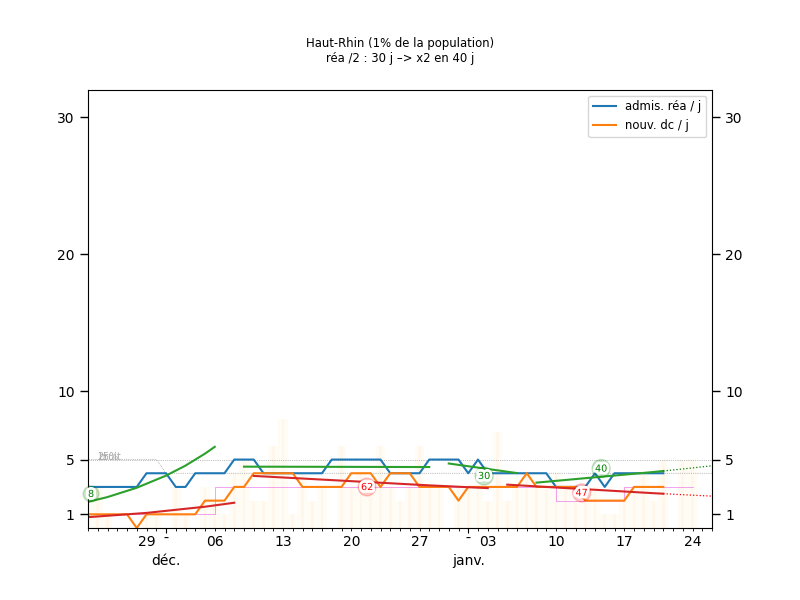 Haut-Rhin (1% de la population)
réa /2 : 30 j –> x2 en 40 j
admis. réa / j
nouv. dc / j
30 30
20 20
10 10
5 5
1 1
8
62
30
47
40
29 06 13 20 27 03 10 17 24
déc. janv.